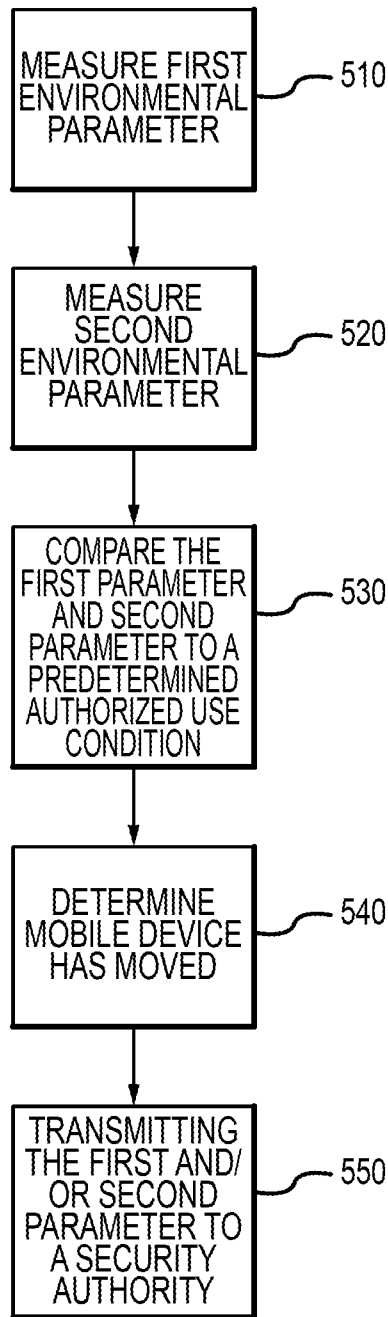 MEASURE FIRST
ENVIRONMENTAL
PARAMETER
510
MEASURE
SECOND
ENVIRONMENTAL
PARAMETER
520
COMPARE THE
FIRST PARAMETER
AND SECOND
PARAMETER TO A
PREDETERMINED
AUTHORIZED USE
CONDITION
530
DETERMINE
MOBILE DEVICE
HAS MOVED
540
TRANSMITTING
THE FIRST AND/
OR SECOND
PARAMETER TO
A SECURITY
AUTHORITY
550